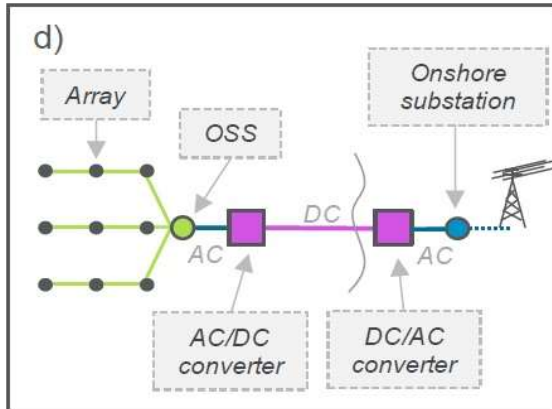 d)
Array
OSS
Onshore
substation
DC
AC
AC
AC/DC
converter
DC/AC
converter